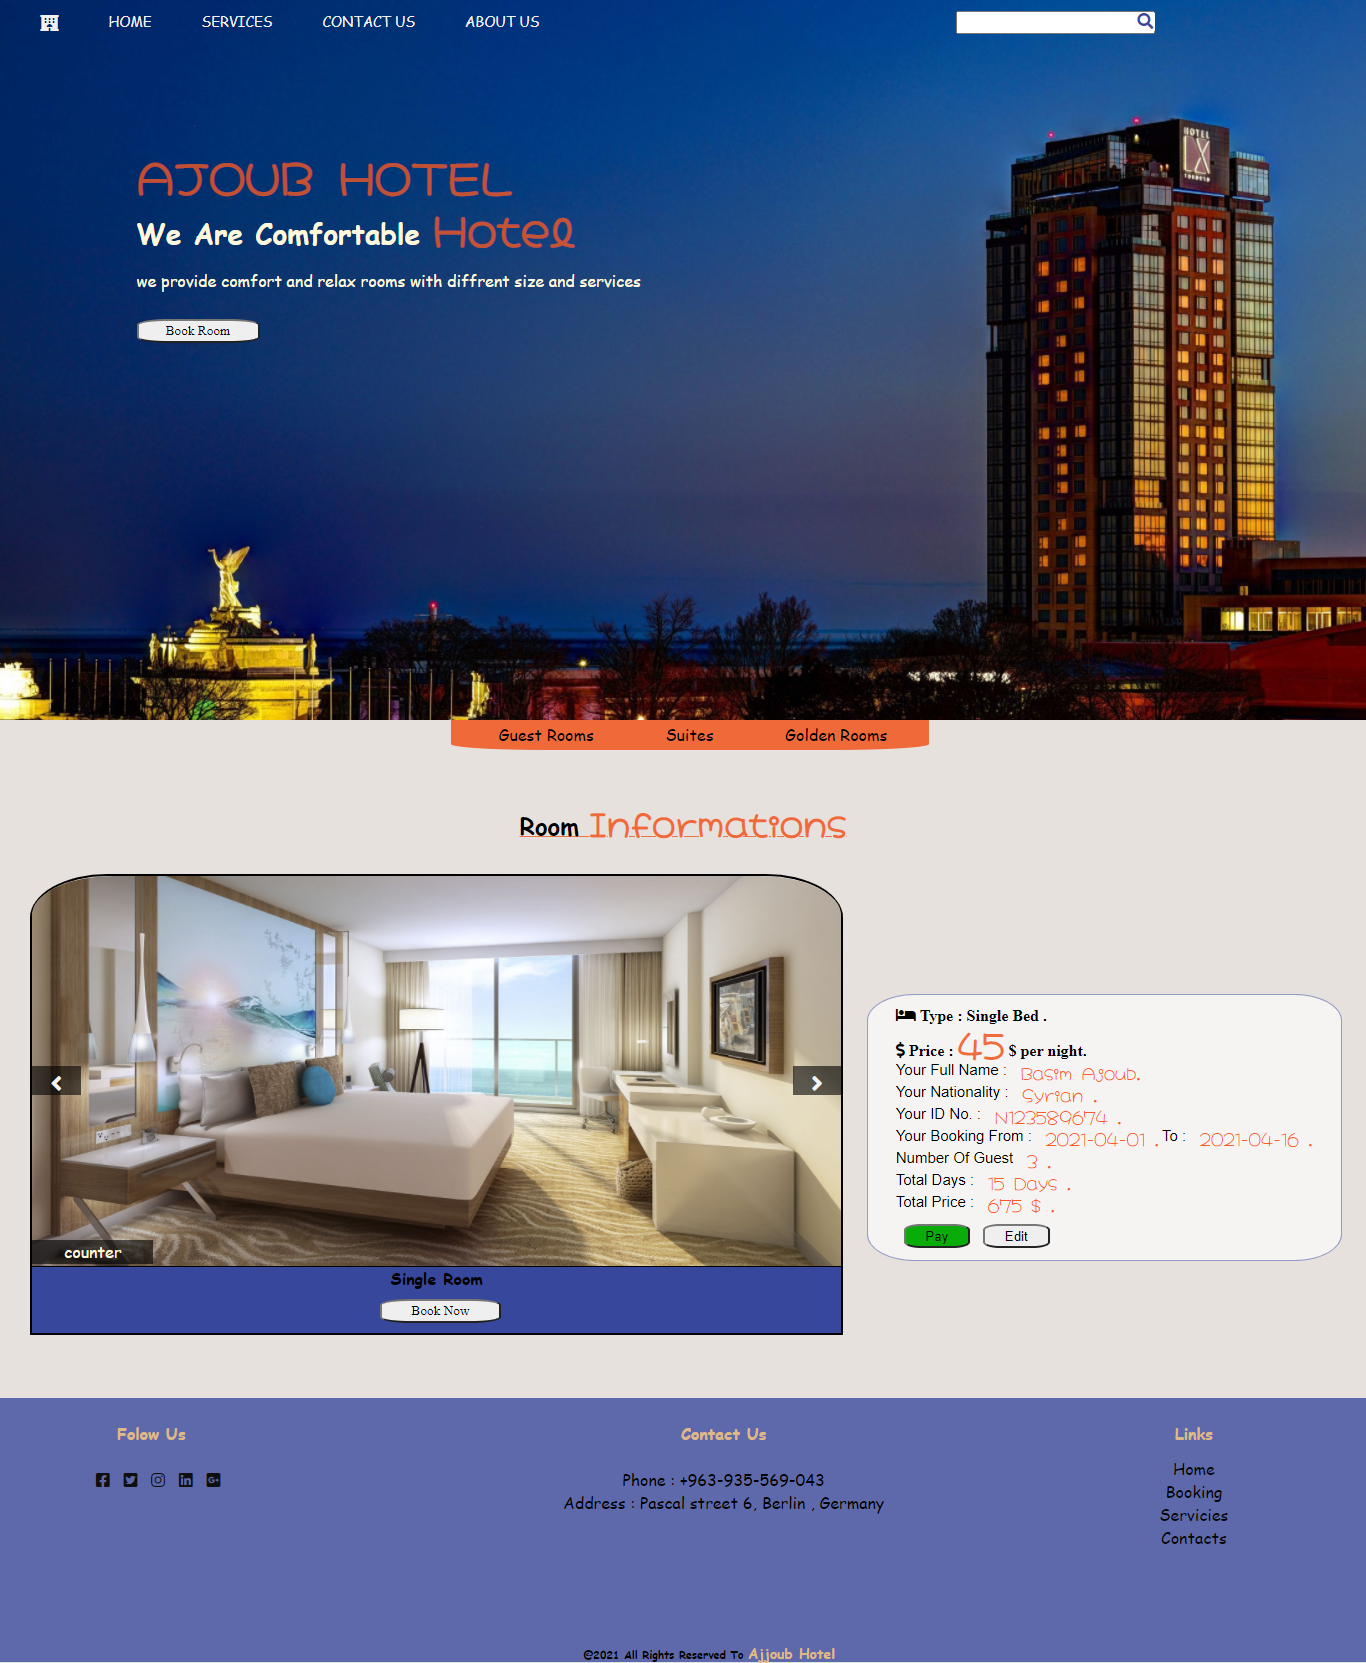 HOME SERVICES CONTACT US ABOUT US
HOTEL
LX
TORONTO
AJOUB HOTEL
We Are Comfortable Hotel
we provide comfort and relax rooms with diffrent size and services
Book Room
Guest Rooms Suites Golden Rooms
Room Informations
counter
Single Room
Book Now
Type : Single Bed .
$ Price : 45 $ per night.
Your Full Name : Basim Ajoub.
Your Nationality : Syrian .
Your ID No. : N123589674 .
Your Booking From : 2021-04-01 . To : 2021-04-16 .
Number Of Guest 3 .
Total Days : 15 Days .
Total Price : 675 $ .
Pay Edit
Folow Us
Contact Us
Phone : +963-935-569-043
Address : Pascal street 6, Berlin , Germany
Links
Home
Booking
Servicies
Contacts
©2021 All Rights Reserved To Ajjoub Hotel